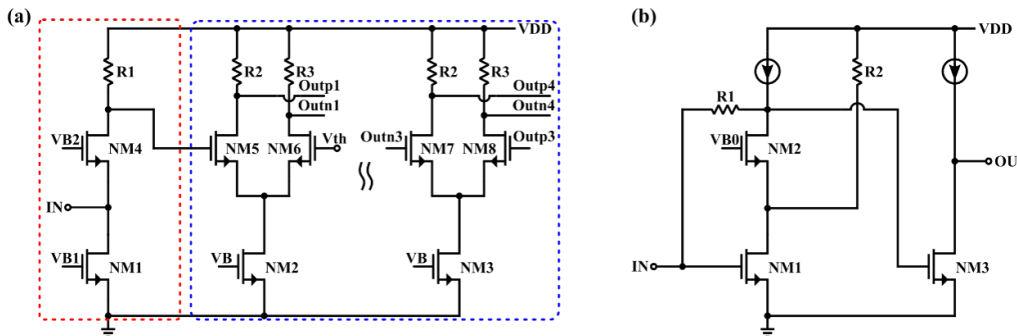 (a)
VDD
R1
R2
R3
Outp1
Outn1
VB2
NM4
NM5
NM6
Vth
IN
VB1
NM1
VB
NM2
R2
R3
Outp4
Outn4
Outn3
NM7
NM8
Outp3
VB
NM3
(b)
VDD
R1
R2
VB0
NM2
OU
IN
NM1
NM3